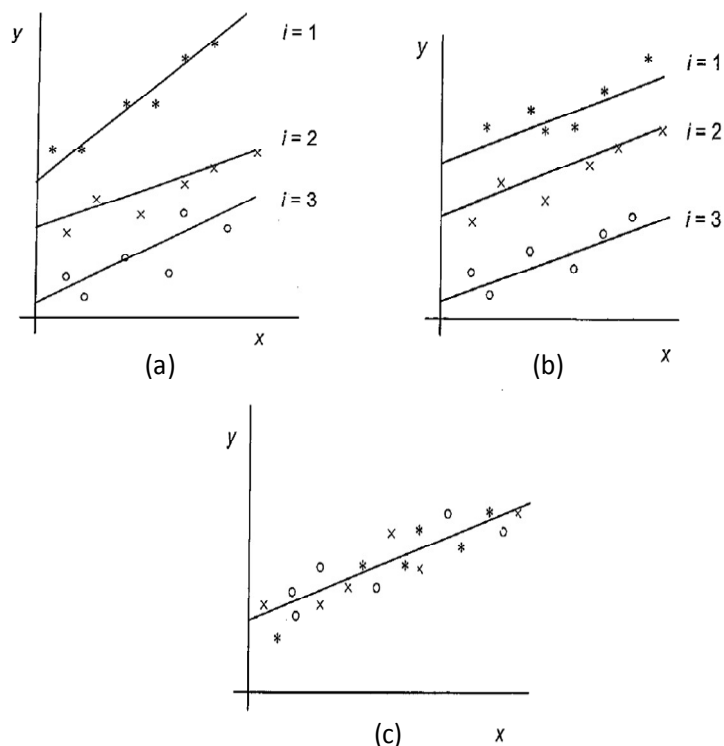 y
i = 1
i = 2
i = 3
x
(a)
y
i = 1
i = 2
i = 3
x
(b)
y
x
(c)